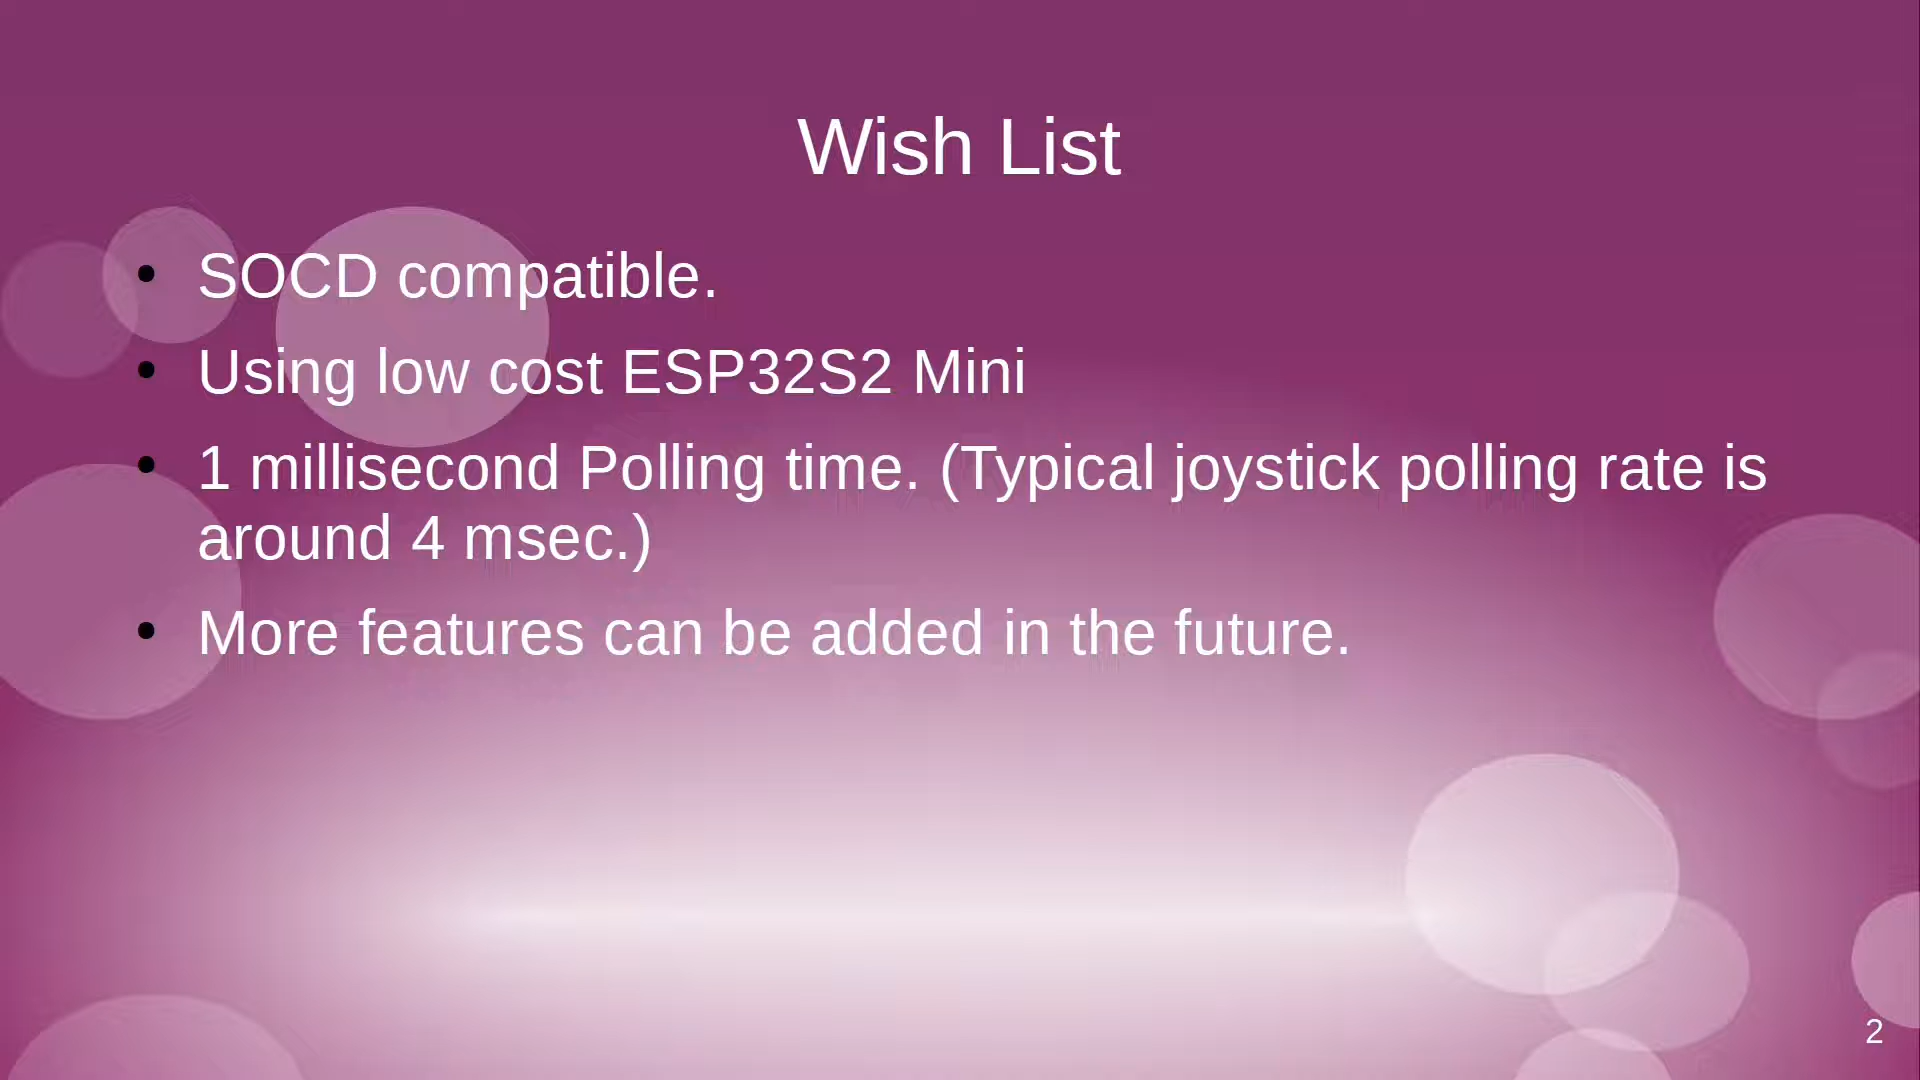 Wish List
• SOCD compatible.
• Using low cost ESP32S2 Mini
• 1 millisecond Polling time. (Typical joystick polling rate is
around 4 msec.)
• More features can be added in the future.
2